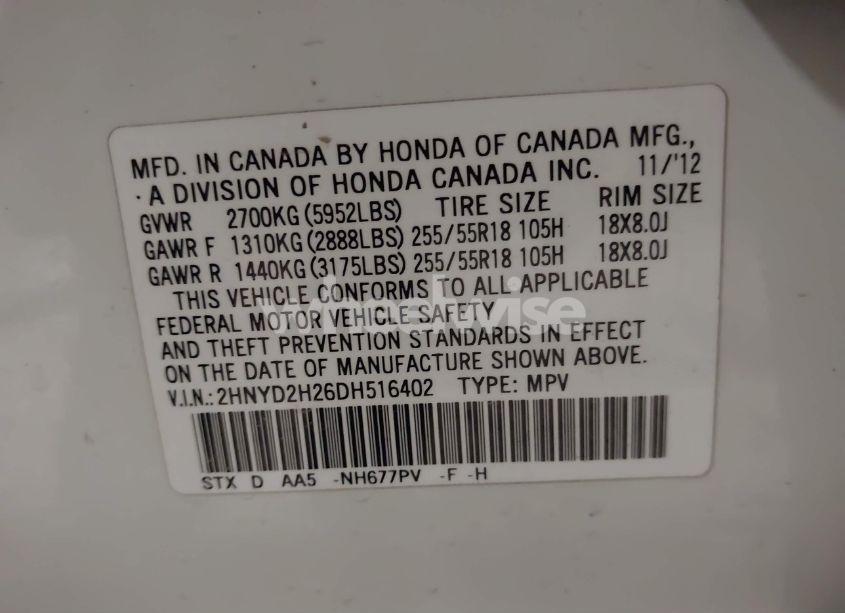 MFD. IN CANADA BY HONDA OF CANADA MFG.,
A DIVISION OF HONDA CANADA INC. 11/'12
GVWR 2700KG (5952LBS) TIRE SIZE RIM SIZE
GAWR F 1310KG (2888LBS) 255/55R18 105H 18X8.0J
GAWR R 1440KG (3175LBS) 255/55R18 105H 18X8.0J
THIS VEHICLE CONFORMS TO ALL APPLICABLE
FEDERAL MOTOR VEHICLE SAFETY
AND THEFT PREVENTION STANDARDS IN EFFECT
ON THE DATE OF MANUFACTURE SHOWN ABOVE.
V.I.N.: 2HNYD2H26DH516402 TYPE: MPV
STX D AA5 -NH677PV -F -H
wheelwise